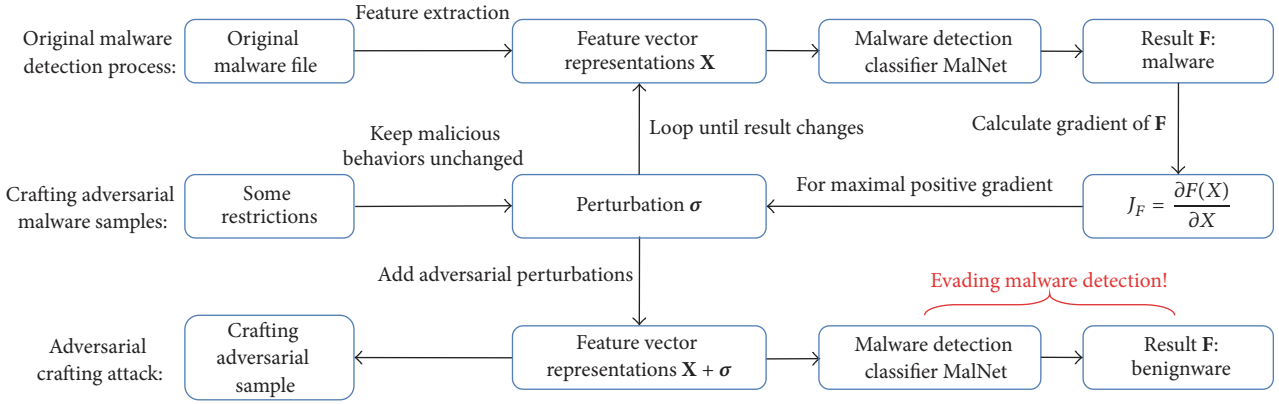 Original malware
detection process:
Original
malware file
Feature extraction
Feature vector
representations X
Malware detection
classifier MalNet
Result F:
malware
Keep malicious
behaviors unchanged
Loop until result changes
Calculate gradient of F
Crafting adversarial
malware samples:
Some
restrictions
Perturbation σ
For maximal positive gradient
J_F = ∂F(X)/∂X
Add adversarial perturbations
Evading malware detection!
Adversarial
crafting attack:
Crafting
adversarial
sample
Feature vector
representations X + σ
Malware detection
classifier MalNet
Result F:
benignware